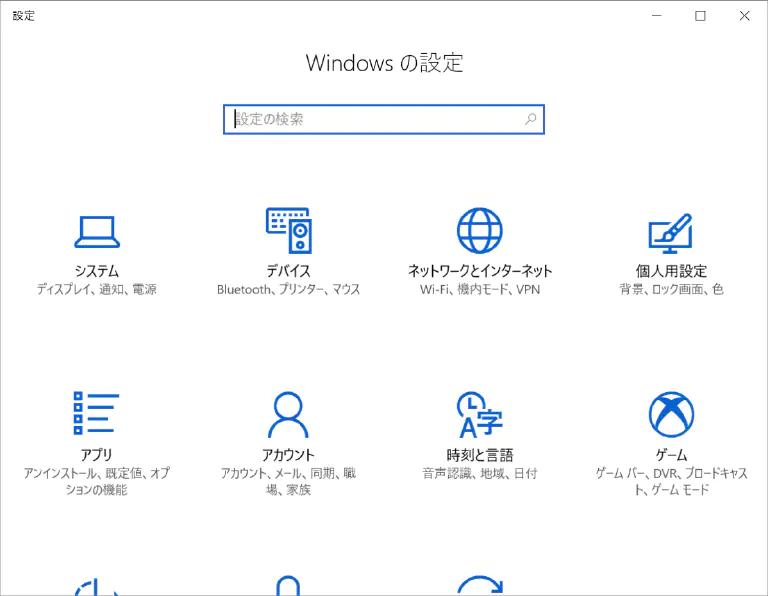 設定
Windows の設定
設定の検索
システム
ディスプレイ、通知、電源
デバイス
Bluetooth、プリンター、マウス
ネットワークとインターネット
Wi-Fi、機内モード、VPN
個人用設定
背景、ロック画面、色
アプリ
アンインストール、既定値、オプ
ションの機能
アカウント
アカウント、メール、同期、職
場、家族
時刻と言語
音声認識、地域、日付
ゲーム
ゲーム バー、DVR、ブロードキャス
ト、ゲーム モード